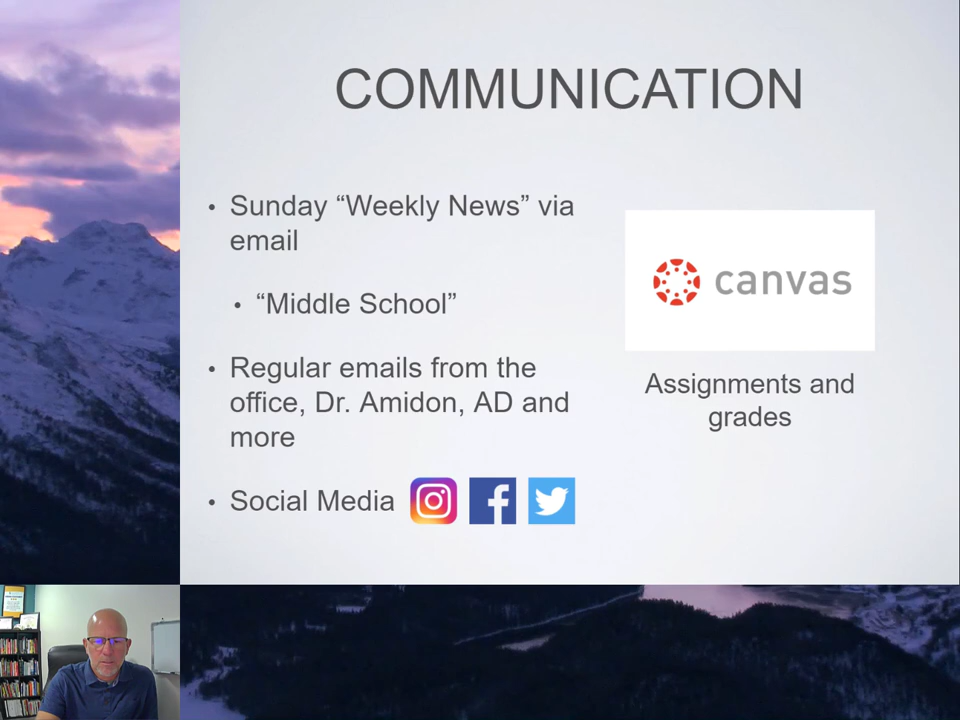 COMMUNICATION
• Sunday “Weekly News” via
email
• “Middle School”
• Regular emails from the
office, Dr. Amidon, AD and
more
• Social Media
canvas
Assignments and
grades